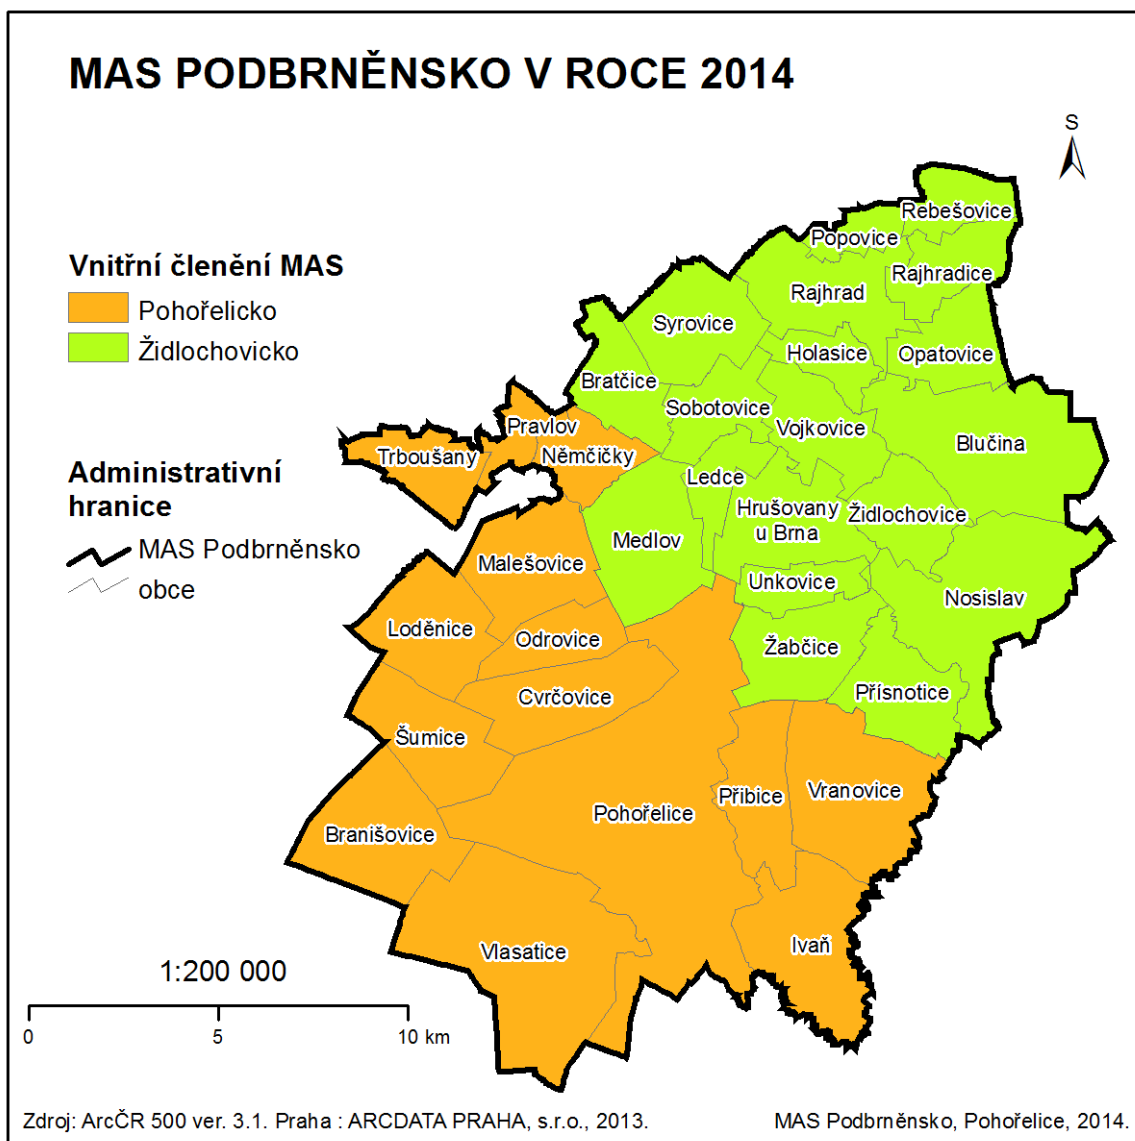 MAS PODBRNĚNSKO V ROCE 2014
S
Vnitřní členění MAS
Pohořelicko
Židlochovicko
Administrativní
hranice
MAS Podbrněnsko
obce
Rebešovice
Popovice
Rajhradice
Rajhrad
Syrovice
Holasice
Opatovice
Bratčice
Sobotovice
Vojkovice
Blučina
Pravlov
Trboušany
Němčičky
Ledce
Hrušovany
u Brna
Židlochovice
Medlov
Malešovice
Unkovice
Nosislav
Loděnice
Odrovice
Žabčice
Cvrčovice
Přísnotice
Šumice
Přibice
Vranovice
Pohořelice
Branišovice
Vlasatice
Ivaň
1:200 000
0 5 10 km
Zdroj: ArcČR 500 ver. 3.1. Praha : ARCDATA PRAHA, s.r.o., 2013.
MAS Podbrněnsko, Pohořelice, 2014.